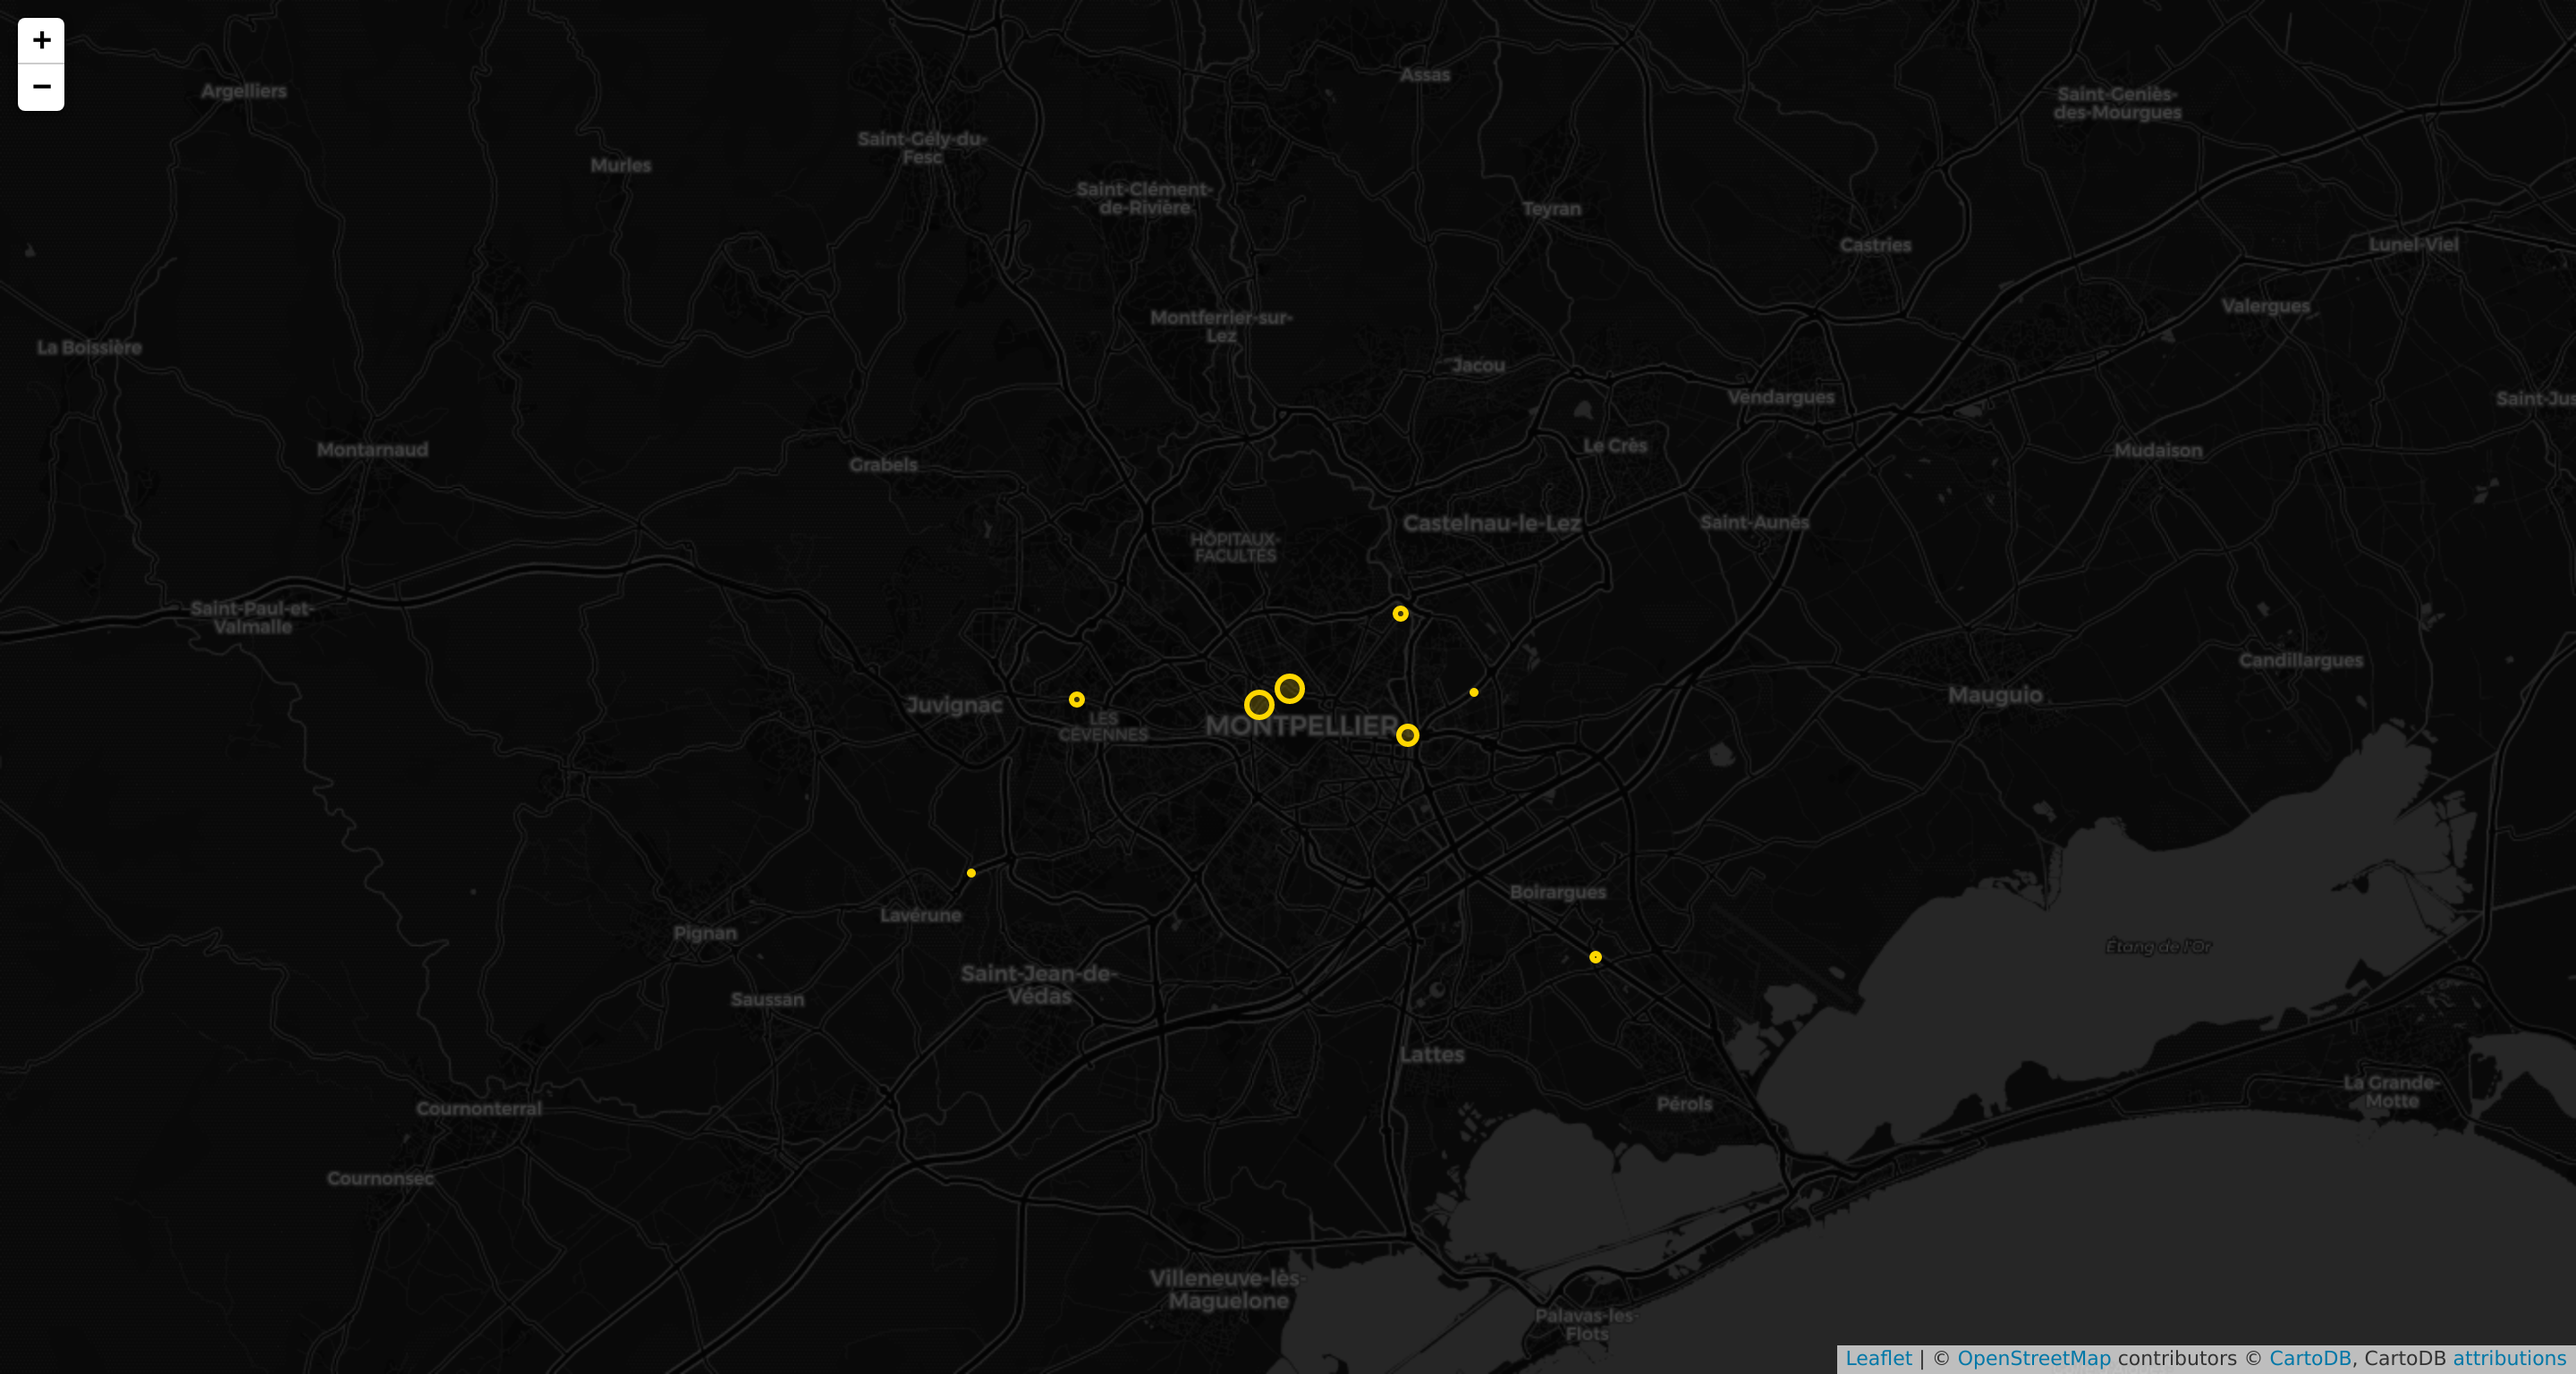 +
−
Assas
Argelliers
Saint-Geniès-
des-Mourgues
Saint-Gély-du-
Fesc
Murles
Saint-Clément-
de-Rivière
Teyran
Castries
Lunel-Viel
Valergues
Montferrier-sur-
Lez
La Boissière
Jacou
Vendargues
Saint-Jus
Montarnaud
Le Crès
Mudaison
Grabels
Castelnau-le-Lez
Saint-Aunès
HÔPITAUX-
FACULTÉS
Saint-Paul-et-
Valmalle
Candillargues
Mauguio
Juvignac
LES
CÉVENNES
MONTPELLIER
Boirargues
Lavérune
Pignan
Étang de l'Or
Saint-Jean-de-
Védas
Saussan
Lattes
La Grande-
Motte
Pérols
Cournonterral
Cournonsec
Villeneuve-lès-
Maguelone
Palavas-les-
Flots
Leaflet | © OpenStreetMap contributors © CartoDB, CartoDB attributions